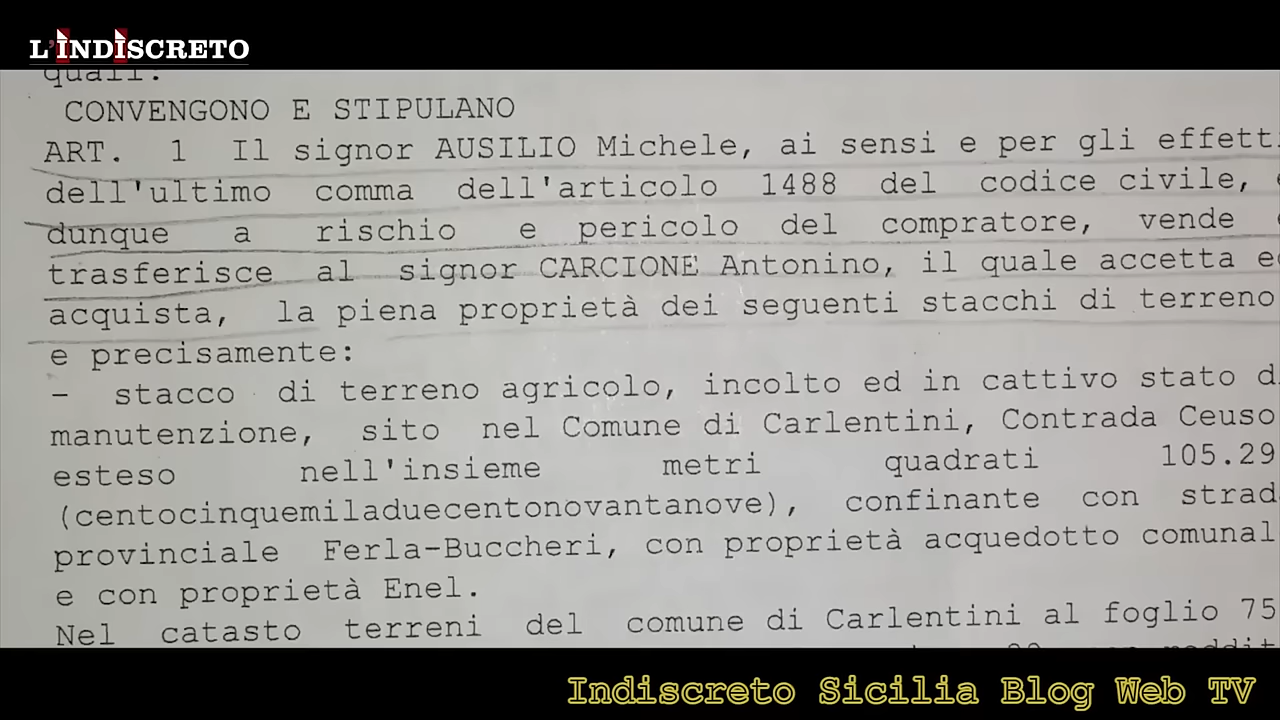 L'INDISCRETO
quali:
CONVENGONO E STIPULANO
ART. 1 Il signor AUSILIO Michele, ai sensi e per gli effetti
dell'ultimo comma dell'articolo 1488 del codice civile, e
dunque a rischio e pericolo del compratore, vende e
trasferisce al signor CARCIONE Antonino, il quale accetta ed
acquista, la piena proprietà dei seguenti stacchi di terreno
e precisamente:
- stacco di terreno agricolo, incolto ed in cattivo stato di
manutenzione, sito nel Comune di Carlentini, Contrada Ceuso
esteso nell'insieme metri quadrati 105.29
(centocinquemiladuecentonovantanove), confinante con strad
provinciale Ferla-Buccheri, con proprietà acquedotto comunal
e con proprietà Enel.
Nel catasto terreni del comune di Carlentini al foglio 75
Indiscreto Sicilia Blog Web TV